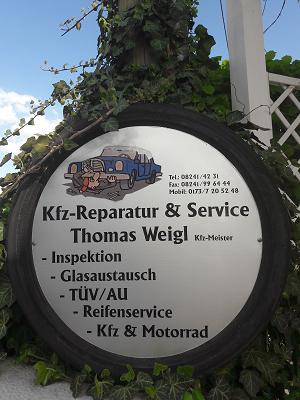 Tel.: 08241/42 31
Fax: 08241/99 64 44
Mobil: 0173/7 20 52 48
Kfz-Reparatur & Service
Thomas Weigl Kfz-Meister
- Inspektion
- Glasaustausch
- TÜV/AU
- Reifenservice
- Kfz & Motorrad